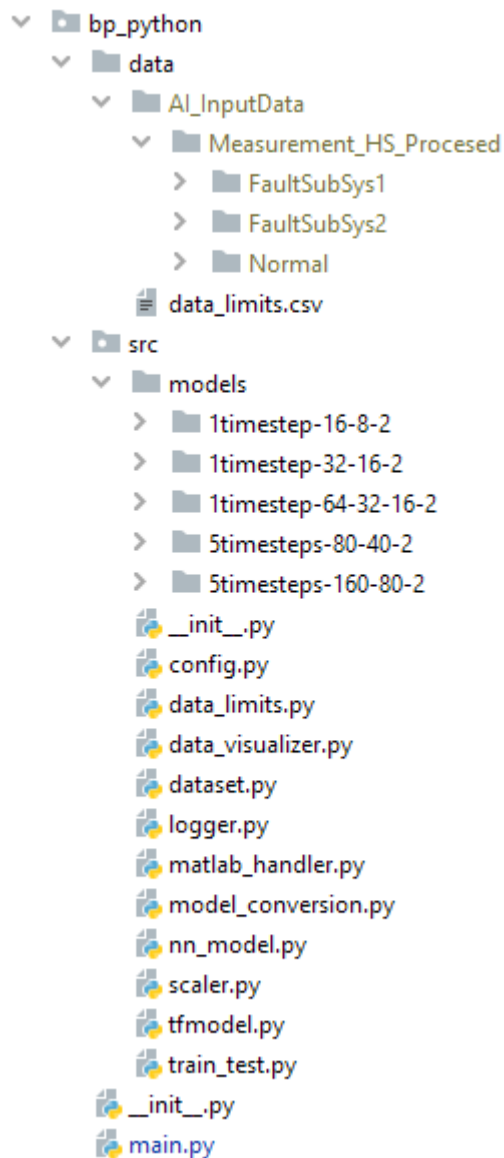 bp_python
data
AI_InputData
Measurement_HS_Procesed
FaultSubSys1
FaultSubSys2
Normal
data_limits.csv
src
models
1timestep-16-8-2
1timestep-32-16-2
1timestep-64-32-16-2
5timesteps-80-40-2
5timesteps-160-80-2
__init__.py
config.py
data_limits.py
data_visualizer.py
dataset.py
logger.py
matlab_handler.py
model_conversion.py
nn_model.py
scaler.py
tfmodel.py
train_test.py
__init__.py
main.py